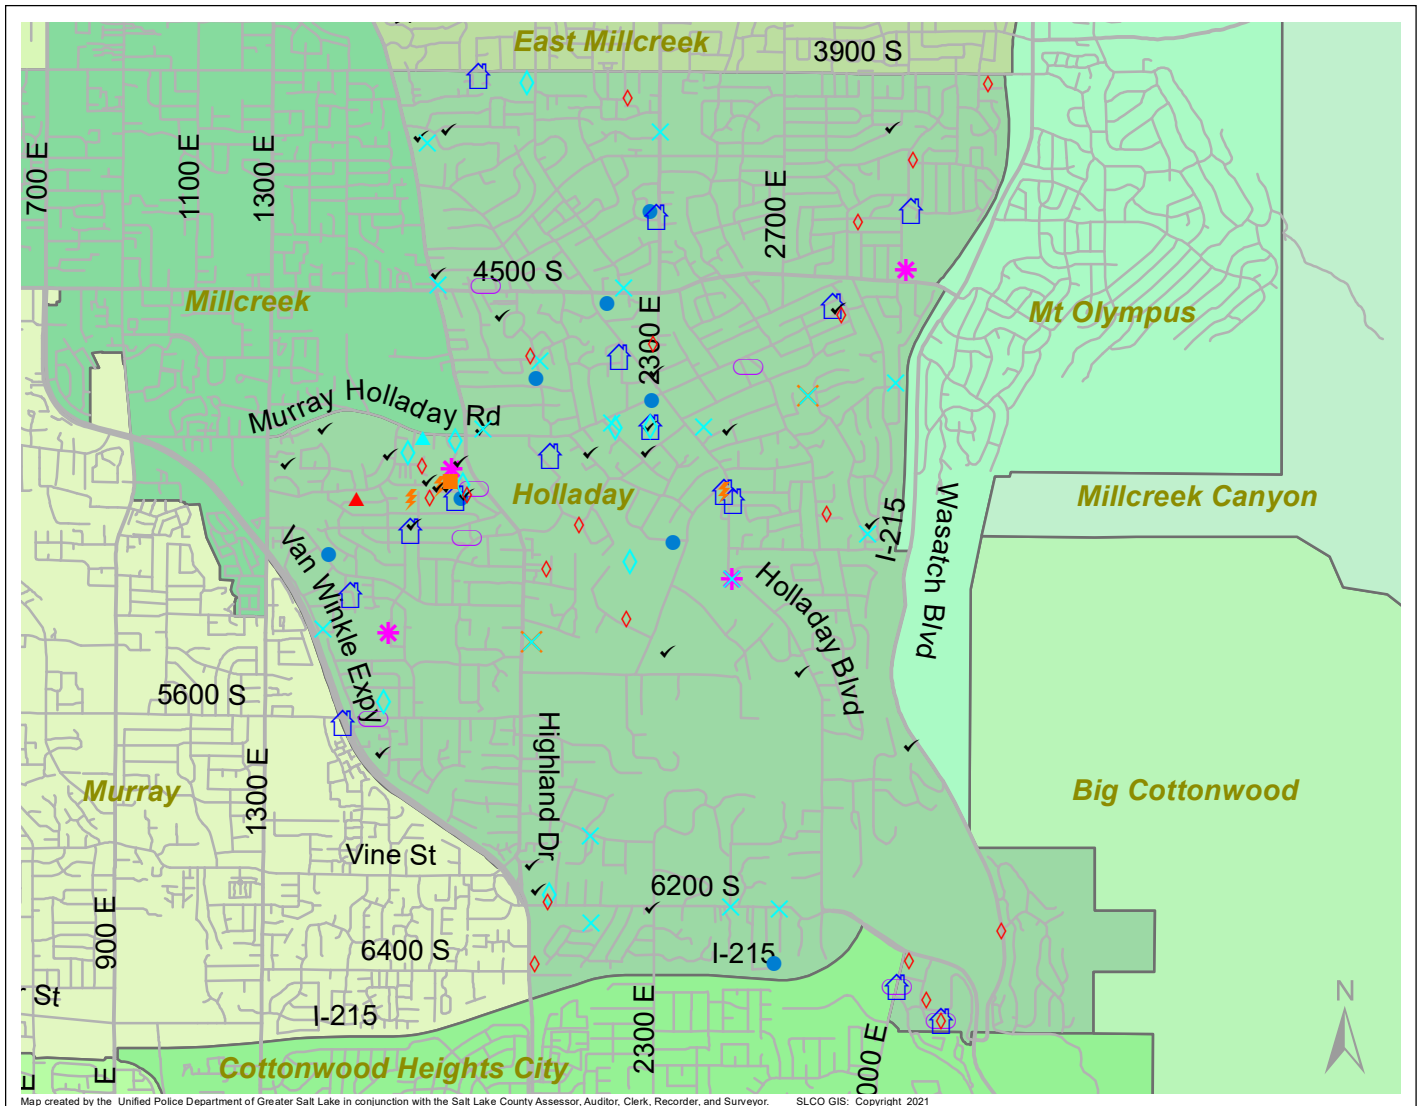 East Millcreek
3900 S
700 E
1100 E
1300 E
2700 E
4500 S
Millcreek
Mt Olympus
2300 E
Murray Holladay Rd
Holladay
Millcreek Canyon
I-215
Wasatch Blvd
Van Winkle Expy
Holladay Blvd
5600 S
Highland Dr
Murray
1300 E
Big Cottonwood
Vine St
6200 S
900 E
6400 S
I-215
St
I-215
N
2300 E
000 E
Cottonwood Heights City
E
E
Map created by the Unified Police Department of Greater Salt Lake in conjunction with the Salt Lake County Assessor, Auditor, Clerk, Recorder, and Surveyor. SLCO GIS: Copyright 2021